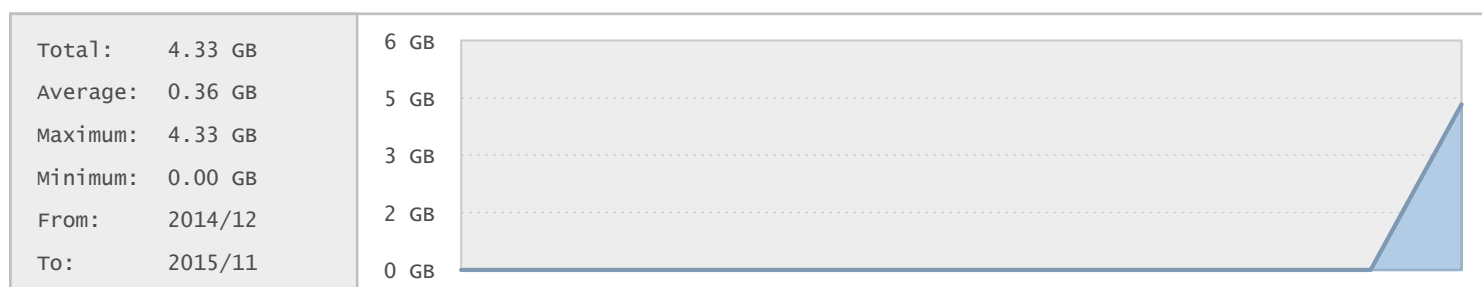 Total: 4.33 GB
Average: 0.36 GB
Maximum: 4.33 GB
Minimum: 0.00 GB
From: 2014/12
To: 2015/11
6 GB
5 GB
3 GB
2 GB
0 GB